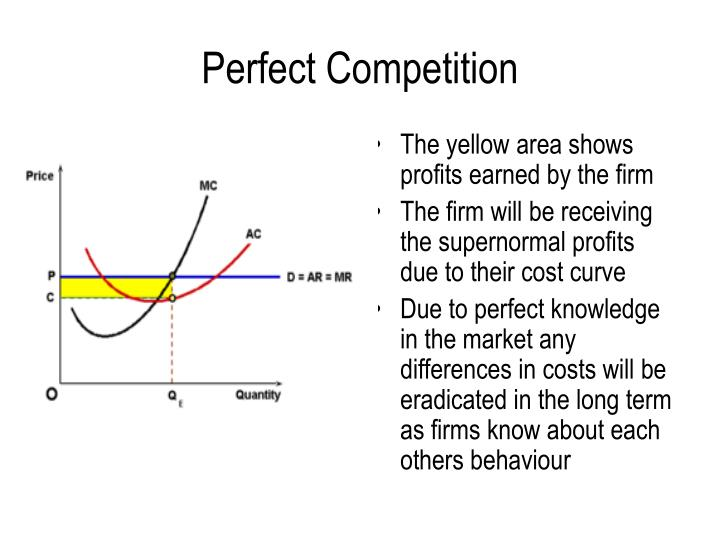 Perfect Competition
Price
MC
AC
P
D = AR = MR
C
O
Q E
Quantity
• The yellow area shows
profits earned by the firm
• The firm will be receiving
the supernormal profits
due to their cost curve
• Due to perfect knowledge
in the market any
differences in costs will be
eradicated in the long term
as firms know about each
others behaviour